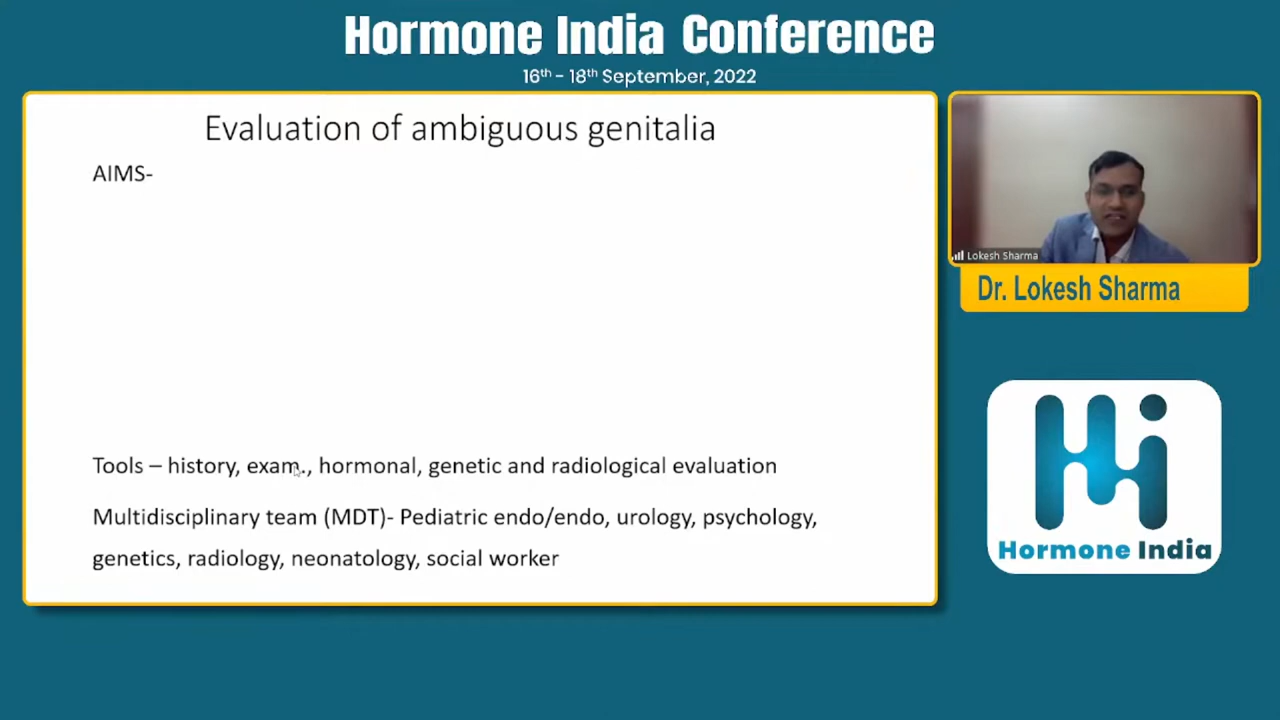 Hormone India Conference
16th - 18th September, 2022
Evaluation of ambiguous genitalia
AIMS-
Tools – history, exam., hormonal, genetic and radiological evaluation
Multidisciplinary team (MDT)- Pediatric endo/endo, urology, psychology,
genetics, radiology, neonatology, social worker
Lokesh Sharma
Dr. Lokesh Sharma
Hi
Hormone India